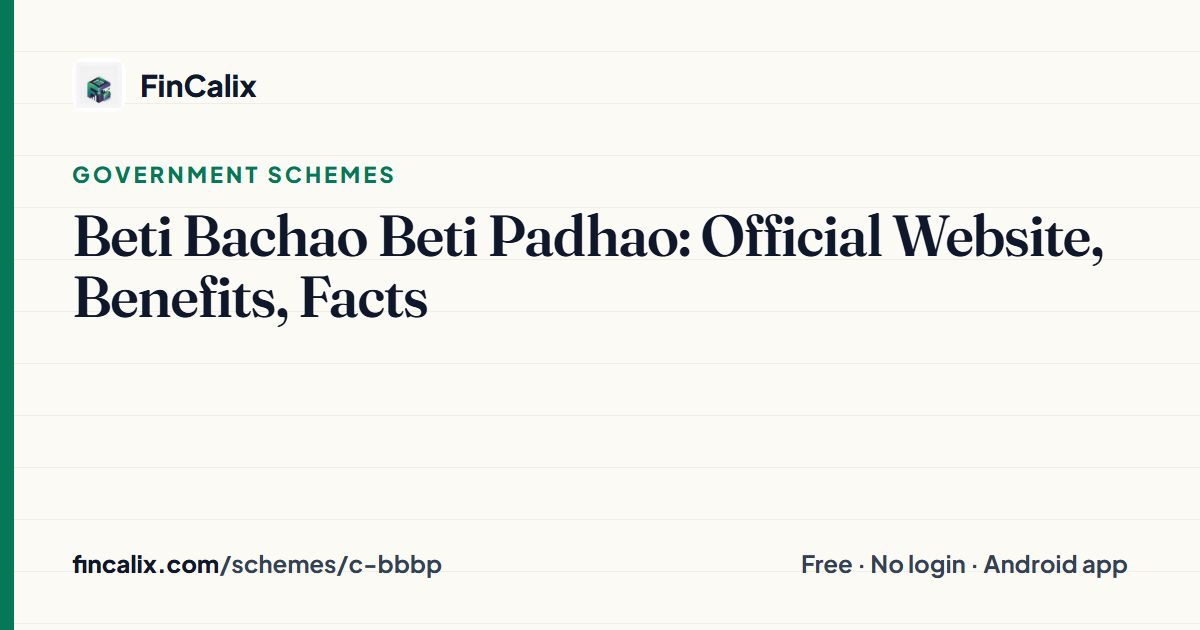 FinCalix
GOVERNMENT SCHEMES
Beti Bachao Beti Padhao: Official Website,
Benefits, Facts
fincalix.com/schemes/c-bbbp
Free · No login · Android app